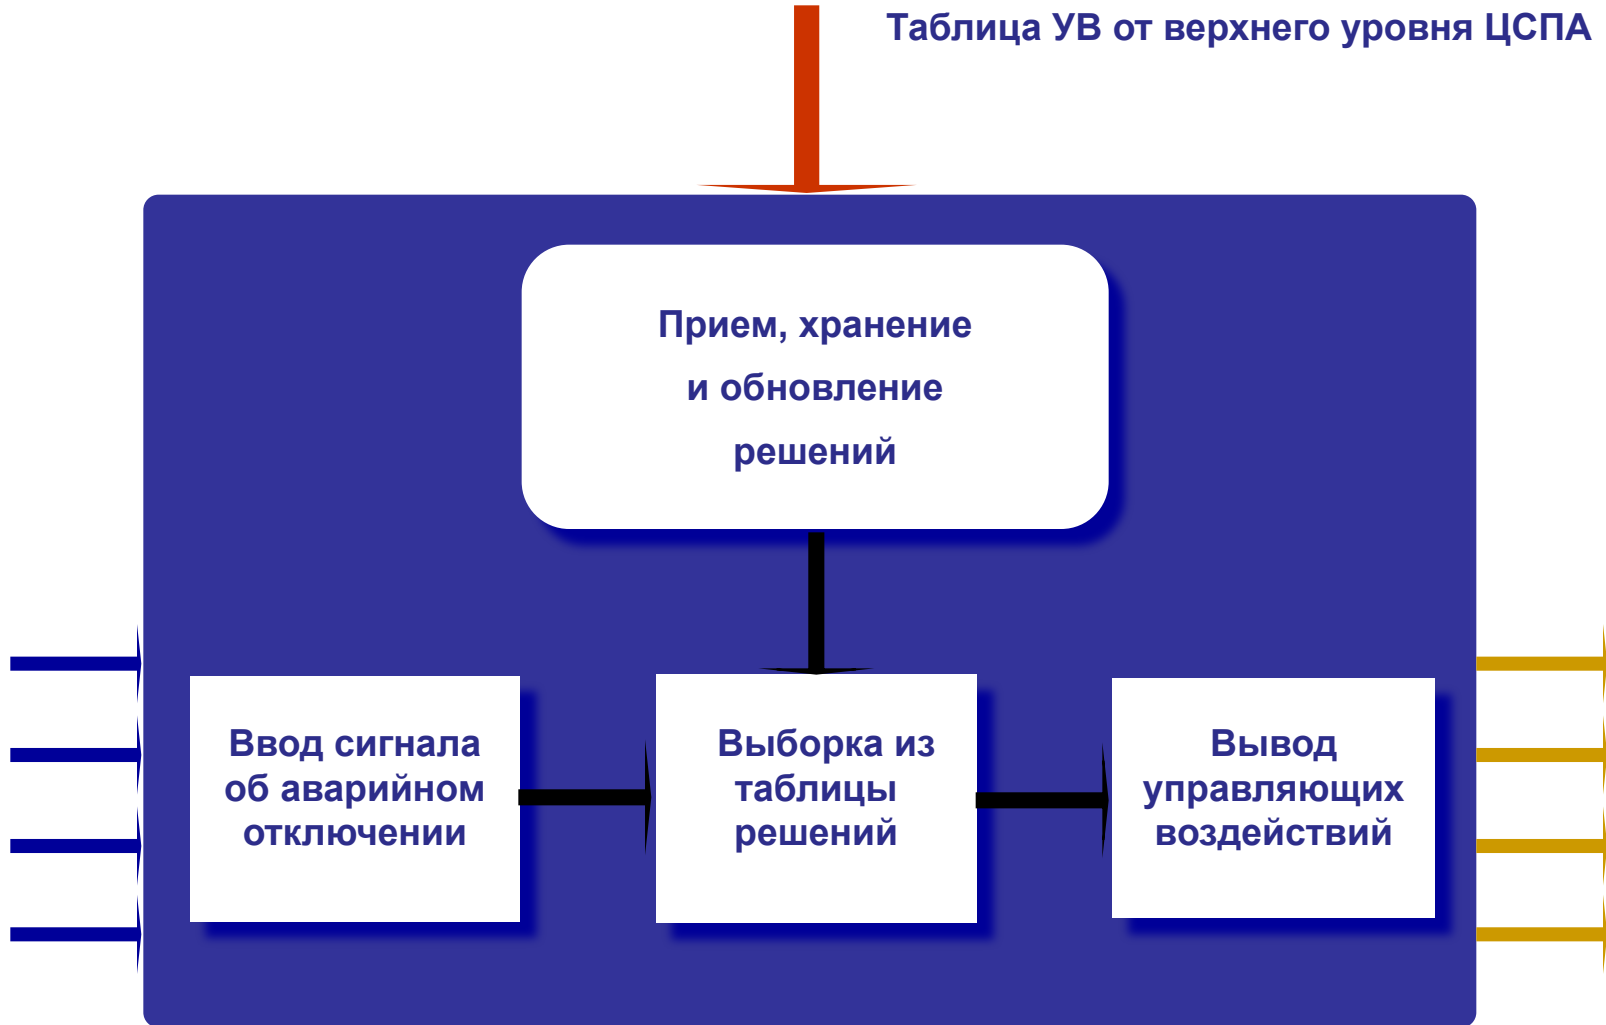 Таблица УВ от верхнего уровня ЦСПА
Прием, хранение
и обновление
решений
Ввод сигнала
об аварийном
отключении
Выборка из
таблицы
решений
Вывод
управляющих
воздействий